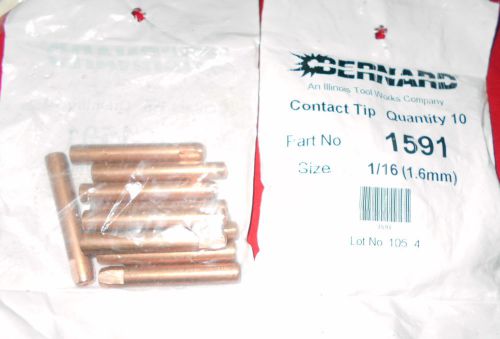 BERNARD
An Illinois Tool Works Company
Contact Tip Quantity 10
Part No 1591
Size 1/16 (1.6mm)
1591
Lot No 105 4